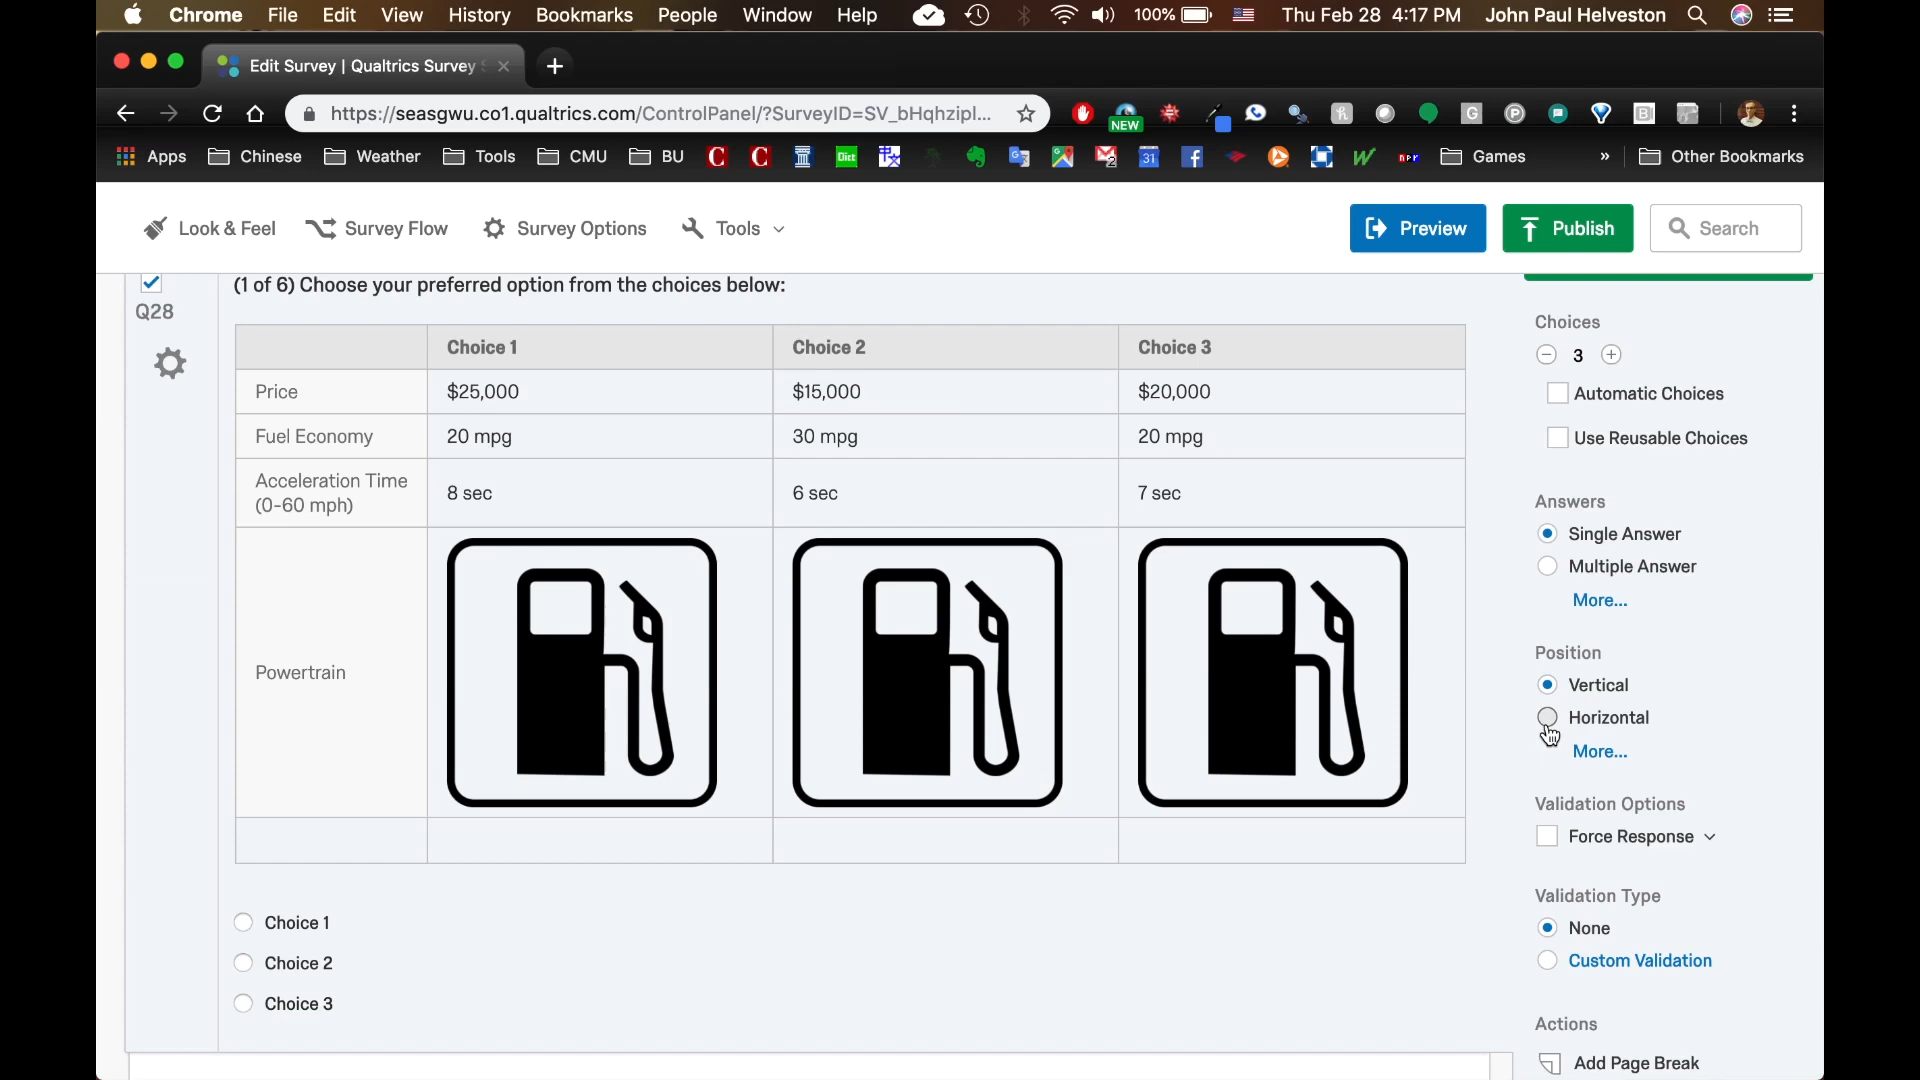 Chrome File Edit View History Bookmarks People Window Help 100% Thu Feb 28 4:17 PM John Paul Helveston
Edit Survey | Qualtrics Survey
https://seasgwu.co1.qualtrics.com/ControlPanel/?SurveyID=SV_bHqhzipl...
NEW
Apps Chinese Weather Tools CMU BU Dict 31 2 npr Games » Other Bookmarks
Look & Feel Survey Flow Survey Options Tools Preview Publish Search
(1 of 6) Choose your preferred option from the choices below:
Q28
Choice 1 Choice 2 Choice 3
Price $25,000 $15,000 $20,000
Fuel Economy 20 mpg 30 mpg 20 mpg
Acceleration Time
(0-60 mph) 8 sec 6 sec 7 sec
Powertrain
Choice 1
Choice 2
Choice 3
Choices
3
Automatic Choices
Use Reusable Choices
Answers
Single Answer
Multiple Answer
More...
Position
Vertical
Horizontal
More...
Validation Options
Force Response
Validation Type
None
Custom Validation
Actions
Add Page Break